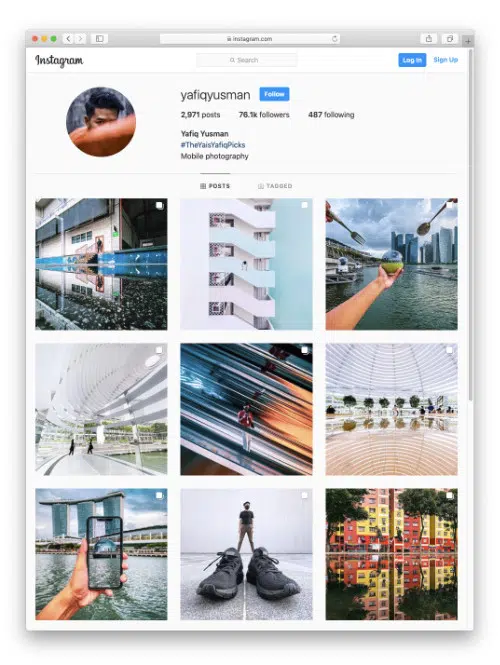 instagram.com
Instagram
Search
Log In
Sign Up
yafiqyusman
Follow
2,971 posts 76.1k followers 487 following
Yafiq Yusman
#TheYaisYafiqPicks
Mobile photography
POSTS TAGGED